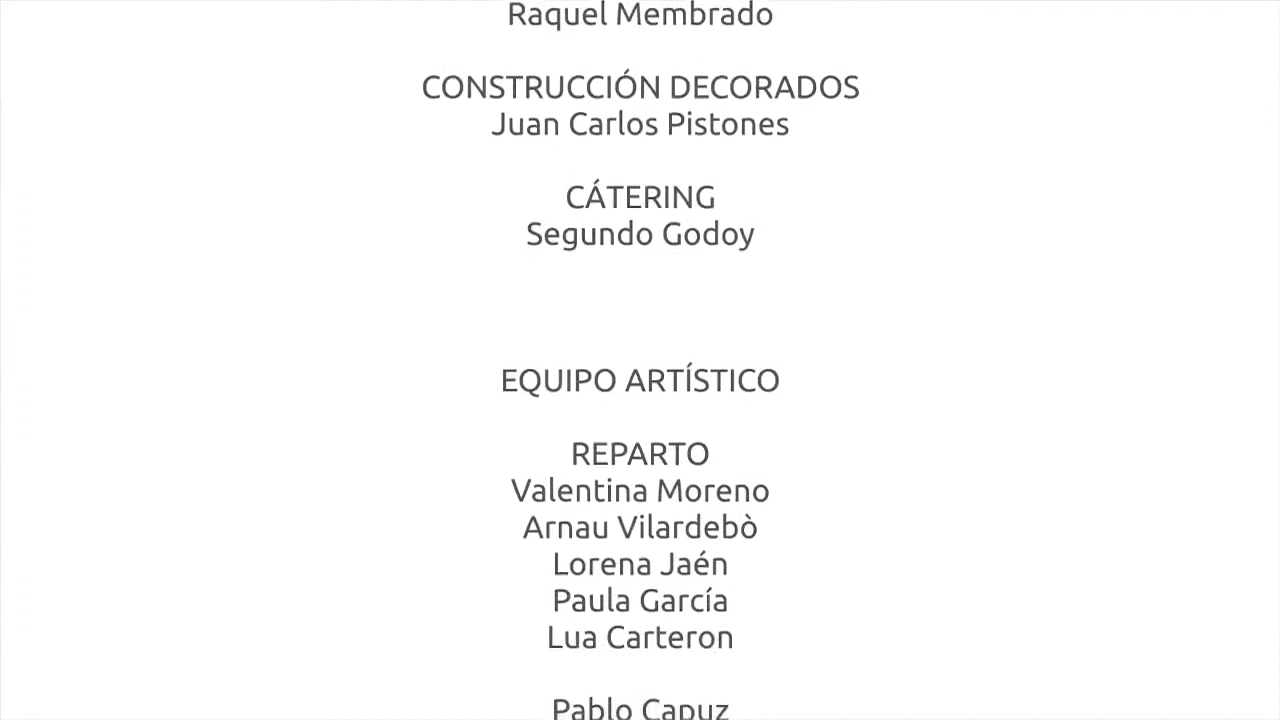 Raquel Membrado
CONSTRUCCIÓN DECORADOS
Juan Carlos Pistones
CÁTERING
Segundo Godoy
EQUIPO ARTÍSTICO
REPARTO
Valentina Moreno
Arnau Vilardebò
Lorena Jaén
Paula García
Lua Carteron
Pablo Capuz